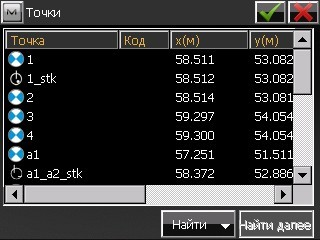 Точки
Точка Код x(м) y(м)
1 58.511 53.082
1_stk 58.512 53.082
2 58.514 53.081
3 59.297 54.054
4 59.300 54.054
a1 57.251 51.511
a1_a2_stk 58.372 52.886
Найти Найти далее